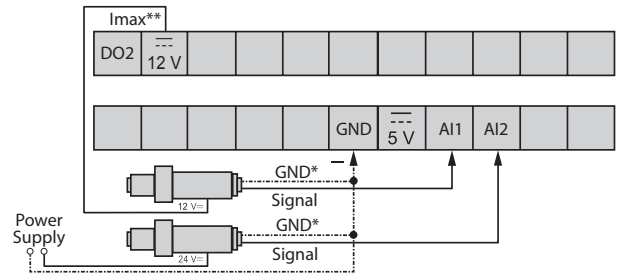 Imax**
DO2
12 V
GND
5 V
AI1
AI2
GND*
Signal
12 V
GND*
Signal
24 V
Power
Supply